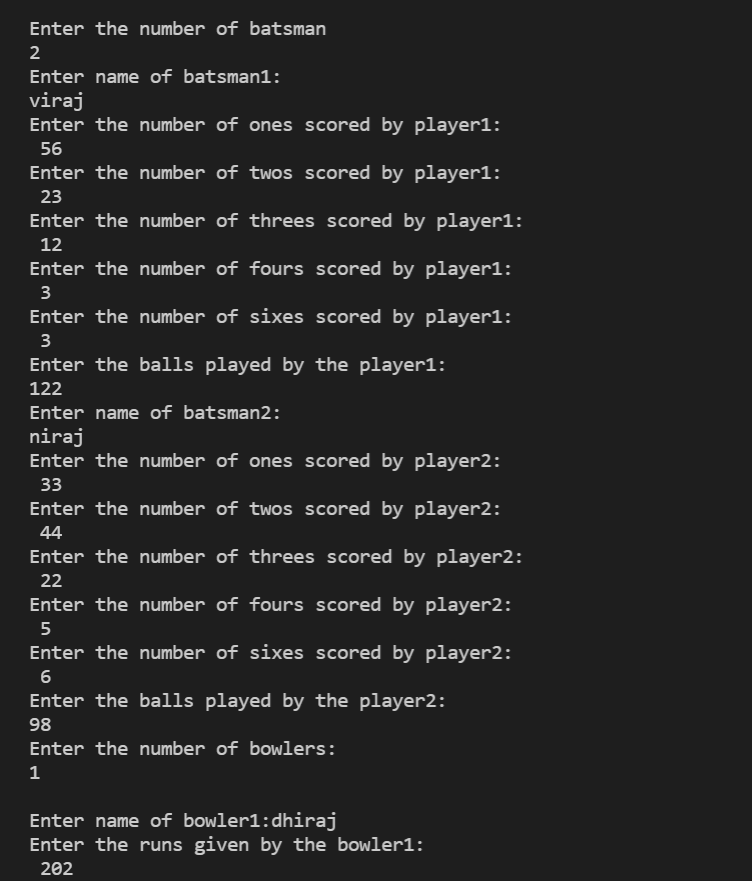 Enter the number of batsman
2
Enter name of batsman1:
viraj
Enter the number of ones scored by player1:
56
Enter the number of twos scored by player1:
23
Enter the number of threes scored by player1:
12
Enter the number of fours scored by player1:
3
Enter the number of sixes scored by player1:
3
Enter the balls played by the player1:
122
Enter name of batsman2:
niraj
Enter the number of ones scored by player2:
33
Enter the number of twos scored by player2:
44
Enter the number of threes scored by player2:
22
Enter the number of fours scored by player2:
5
Enter the number of sixes scored by player2:
6
Enter the balls played by the player2:
98
Enter the number of bowlers:
1
Enter name of bowler1:dhiraj
Enter the runs given by the bowler1:
202